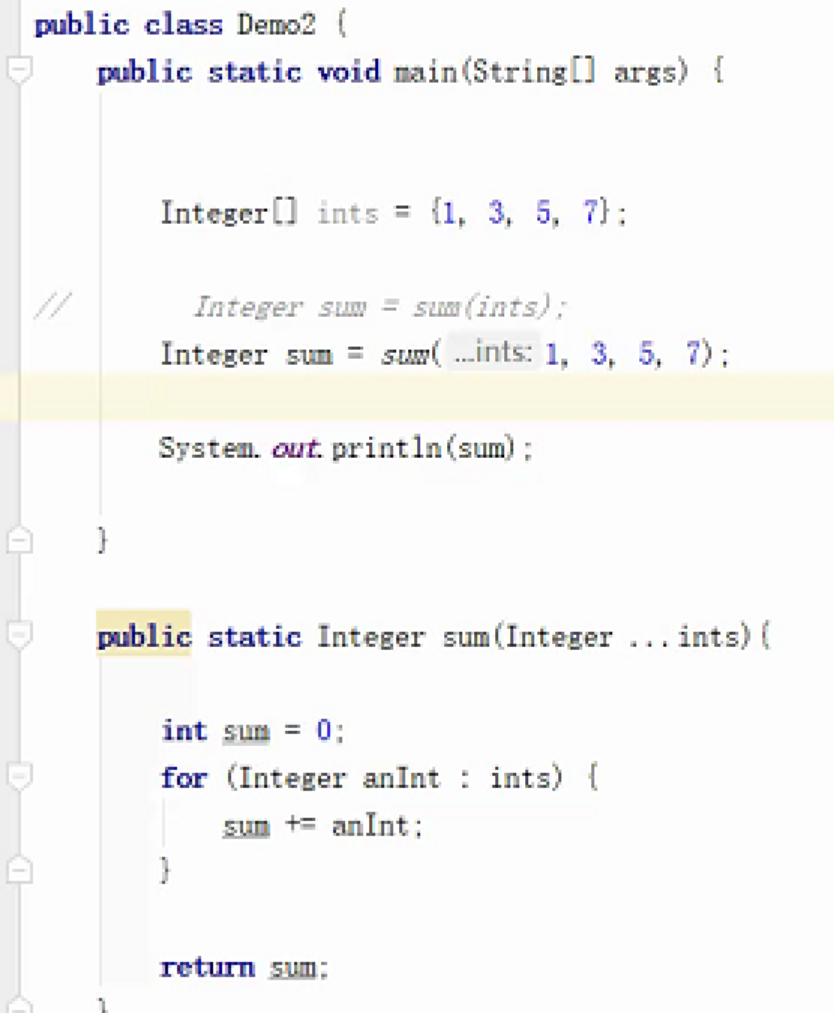 public class Demo2 {
public static void main(String[] args) {
Integer[] ints = {1, 3, 5, 7};
// Integer sum = sum(ints);
Integer sum = sum( ...ints: 1, 3, 5, 7);
System.out.println(sum);
}
public static Integer sum(Integer ...ints){
int sum = 0;
for (Integer anInt : ints) {
sum += anInt;
}
return sum;
}